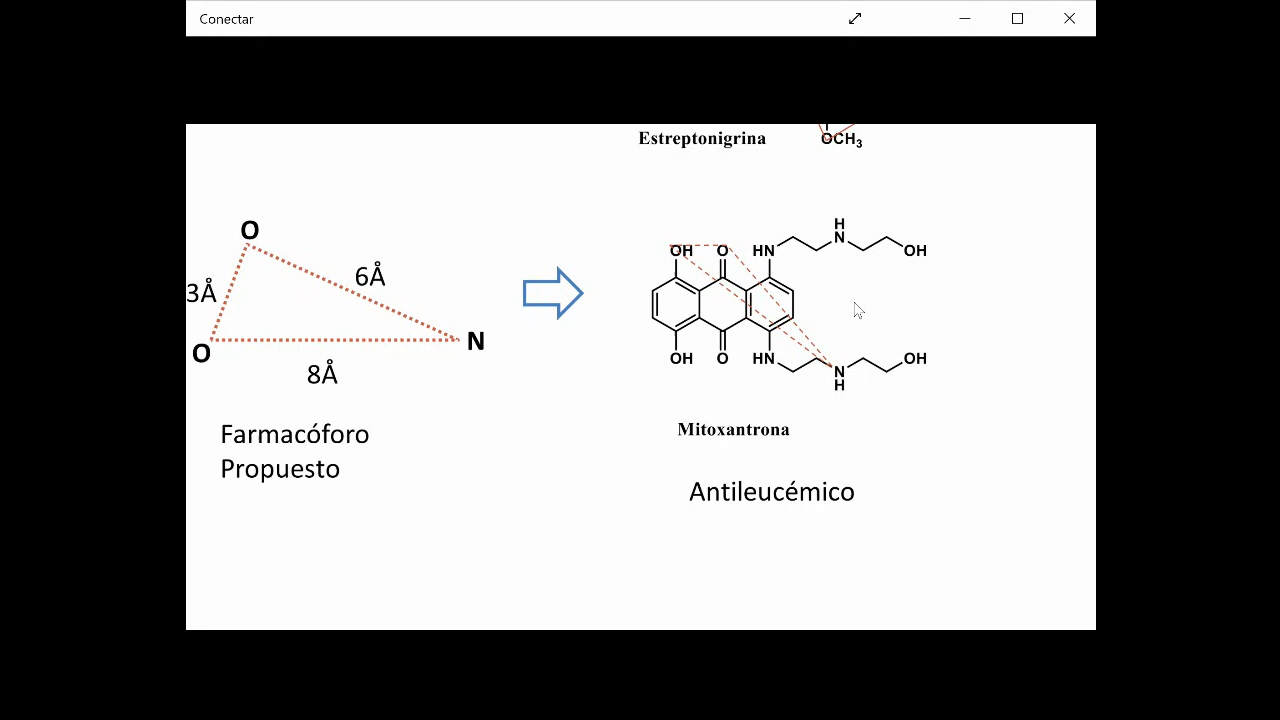 Conectar
Estreptonigrina
OCH3
O
3Å
6Å
O
N
8Å
Farmacóforo
Propuesto
OH
O
HN
H
N
OH
OH
O
HN
N
H
OH
Mitoxantrona
Antileucémico